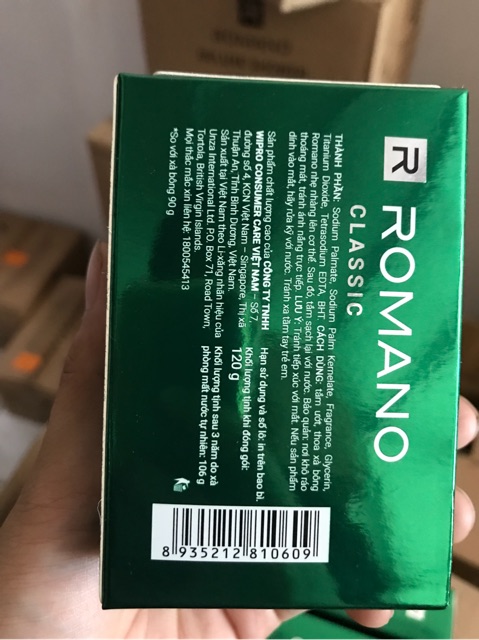 R ROMANO
CLASSIC
THÀNH PHẦN: Sodium Palmate, Sodium Palm Kernelate, Fragrance, Glycerin,
Titanium Dioxide, Tetrasodium EDTA, BHT. CÁCH DÙNG: tắm ướt, thoa xà bông
Romano nhẹ nhàng lên cơ thể. Sau đó, tắm sạch lại với nước. Bảo quản: nơi khô ráo
thoáng mát, tránh ánh nắng trực tiếp. LƯU Ý: Tránh tiếp xúc với mắt. Nếu sản phẩm
dính vào mắt, hãy rửa kỹ với nước. Tránh xa tầm tay trẻ em.
Sản phẩm chất lượng cao của CÔNG TY TNHH
WIPRO CONSUMER CARE VIỆT NAM – Số 7,
đường số 4, KCN Việt Nam – Singapore, Thị xã
Thuận An, Tỉnh Bình Dương, Việt Nam.
Sản xuất tại Việt Nam theo Li-xăng nhãn hiệu của
Unza International Ltd, P.O, Box 71, Road Town,
Tortola, British Virgin Islands.
Mọi thắc mắc xin liên hệ: 1800545413
*So với xà bông 90 g
Hạn sử dụng và số lô: in trên bao bì.
Khối lượng tịnh khi đóng gói:
120 g
Khối lượng tịnh sau 3 năm do xà
phòng mất nước tự nhiên: 106 g
8 935212 810609